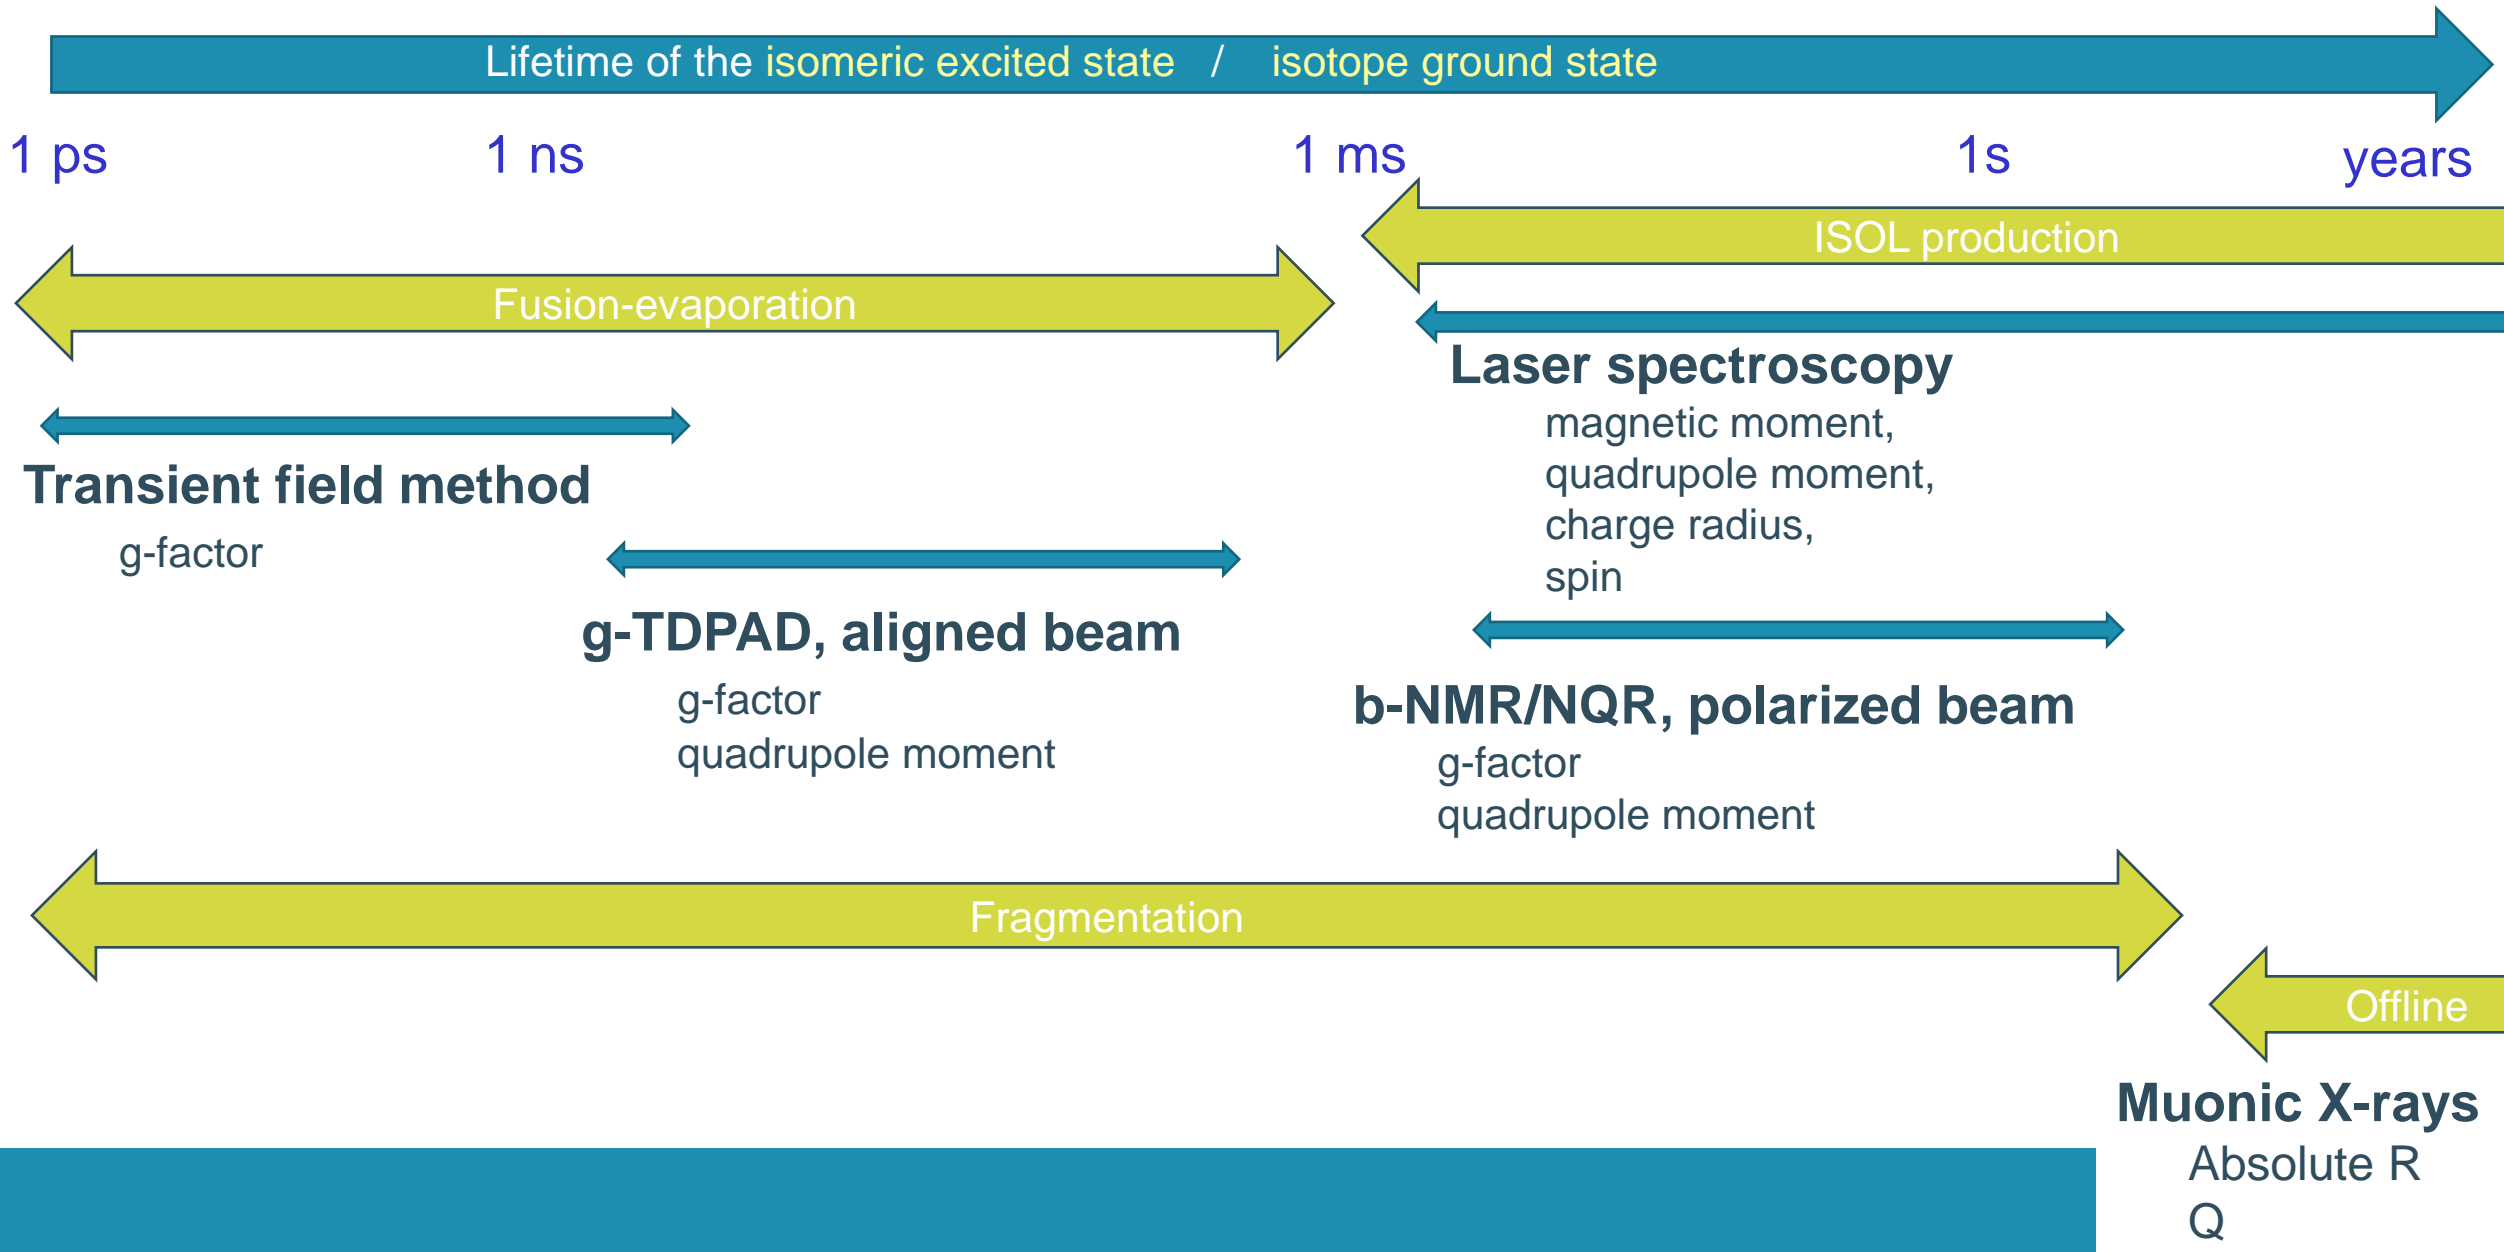 Lifetime of the isomeric excited state / isotope ground state
1 ps 1 ns 1 ms 1s years
ISOL production
Fusion-evaporation
Laser spectroscopy
magnetic moment,
quadrupole moment,
charge radius,
spin
Transient field method
g-factor
g-TDPAD, aligned beam
g-factor
quadrupole moment
b-NMR/NQR, polarized beam
g-factor
quadrupole moment
Fragmentation
Offline
Muonic X-rays
Absolute R
Q